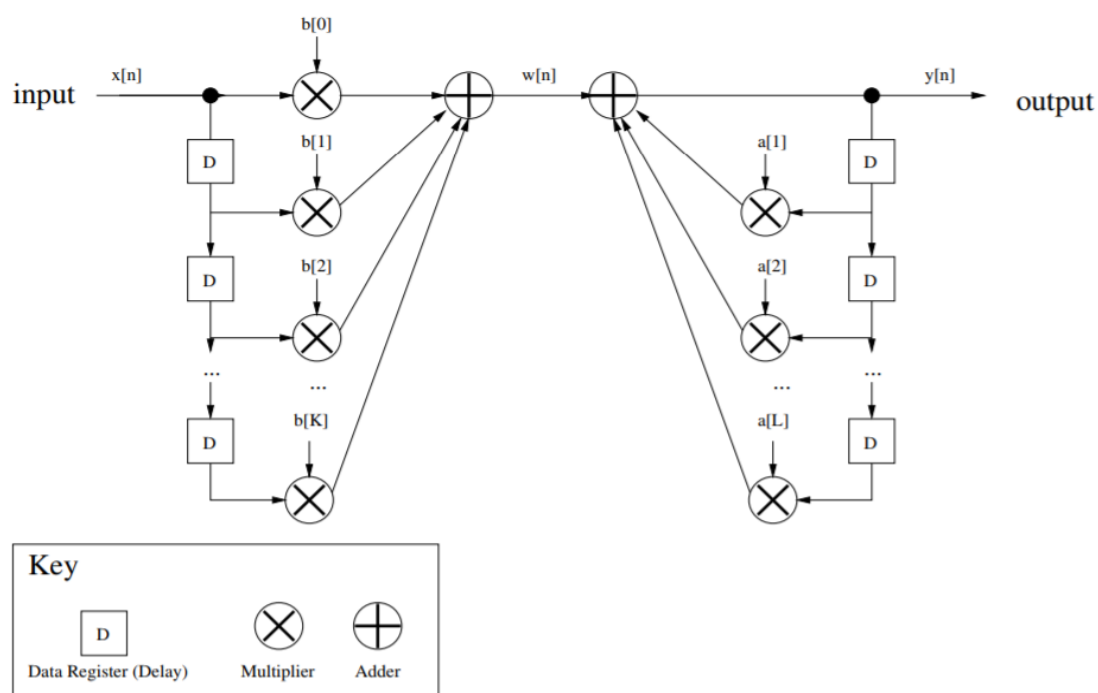 b[0]
x[n]
w[n]
y[n]
input
output
b[1]
a[1]
D
D
b[2]
a[2]
D
D
...
...
...
...
b[K]
a[L]
D
D
Key
D
Data Register (Delay)
Multiplier
Adder